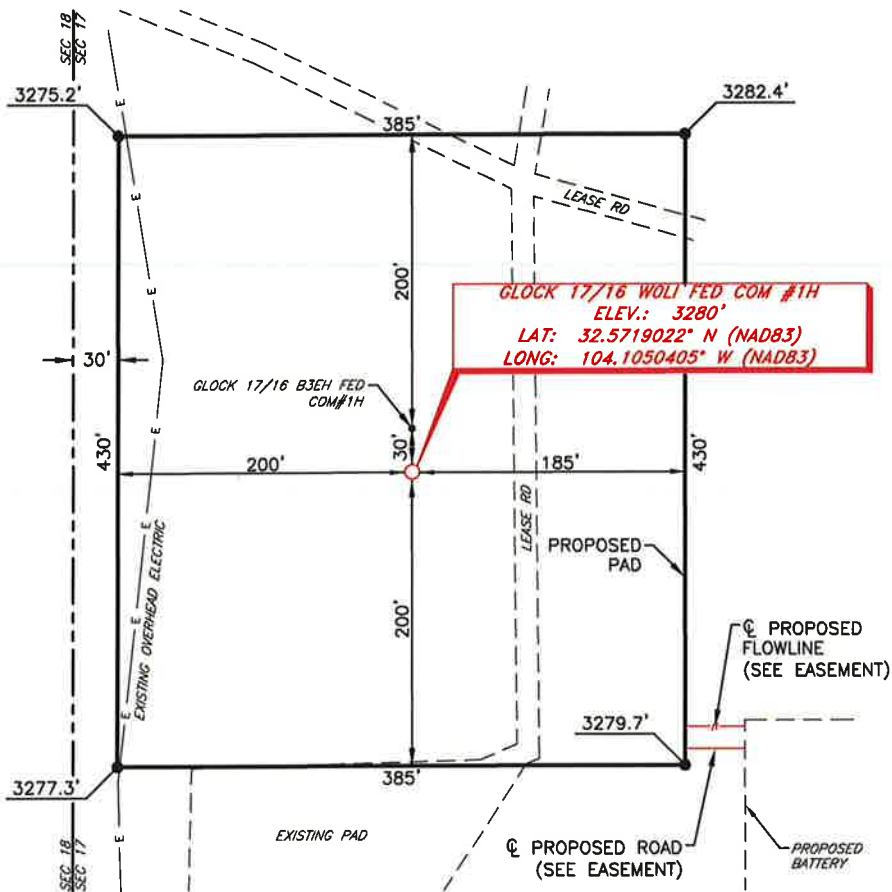 SEC 18
SEC 17
3275.2'
3282.4'
385'
E
LEASE RD
E
200'
GLOCK 17/16 WOLI FED COM #1H
ELEV.: 3280'
LAT: 32.5719022° N (NAD83)
LONG: 104.1050405° W (NAD83)
E
30'
GLOCK 17/16 B3EH FED
COM#1H
E
430'
30'
430'
200'
185'
E
LEASE RD
EXISTING OVERHEAD ELECTRIC
PROPOSED
PAD
200'
E
℄ PROPOSED
FLOWLINE
(SEE EASEMENT)
E
3279.7'
3277.3'
385'
E
EXISTING PAD
℄ PROPOSED ROAD
(SEE EASEMENT)
PROPOSED
BATTERY
SEC 18
SEC 17